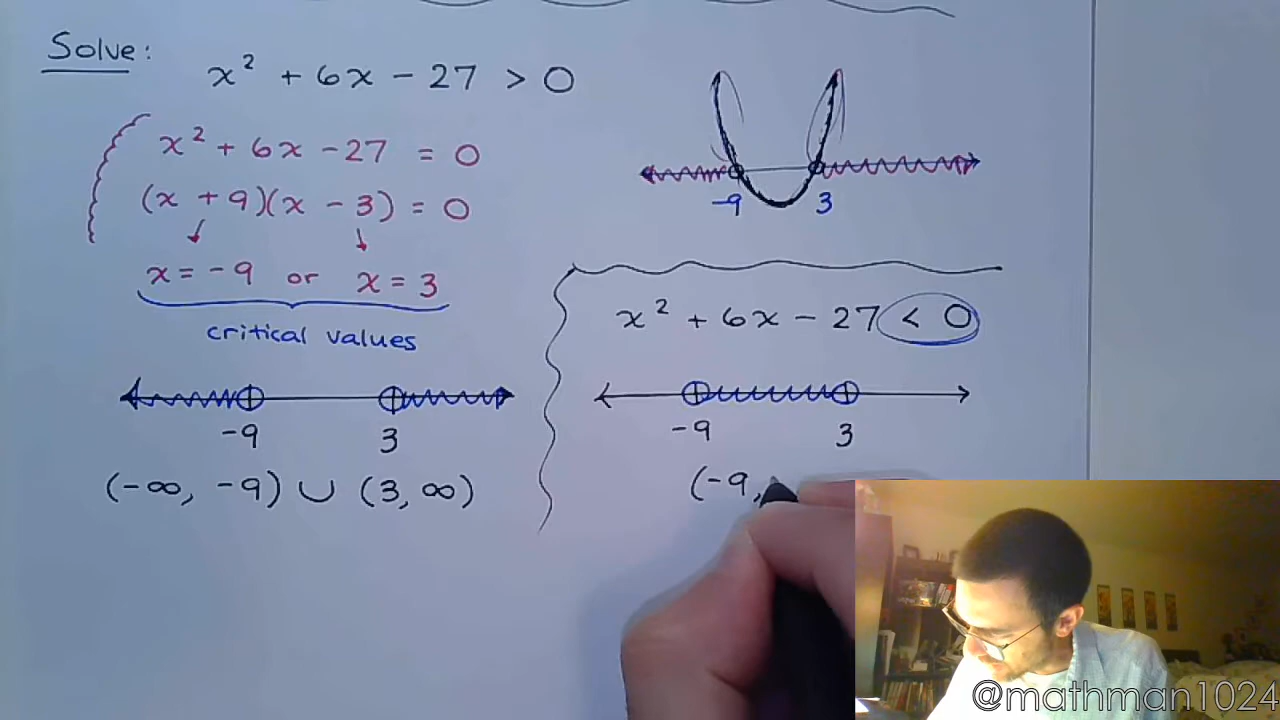 Solve:
x² + 6x − 27 > 0
x² + 6x − 27 = 0
(x + 9)(x − 3) = 0
x = −9 or x = 3
critical values
−9 3
(−∞, −9) ∪ (3, ∞)
−9 3
x² + 6x − 27 < 0
−9 3
(−9,
@mathman1024